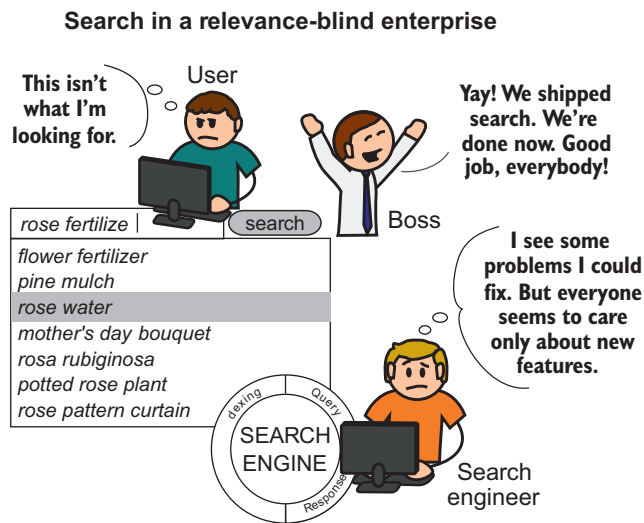 Search in a relevance-blind enterprise
User
This isn't
what I'm
looking for.
Yay! We shipped
search. We're
done now. Good
job, everybody!
Boss
rose fertilize
search
flower fertilizer
pine mulch
rose water
mother's day bouquet
rosa rubiginosa
potted rose plant
rose pattern curtain
I see some
problems I could
fix. But everyone
seems to care
only about new
features.
dexing
Query
SEARCH
ENGINE
Response
Search
engineer